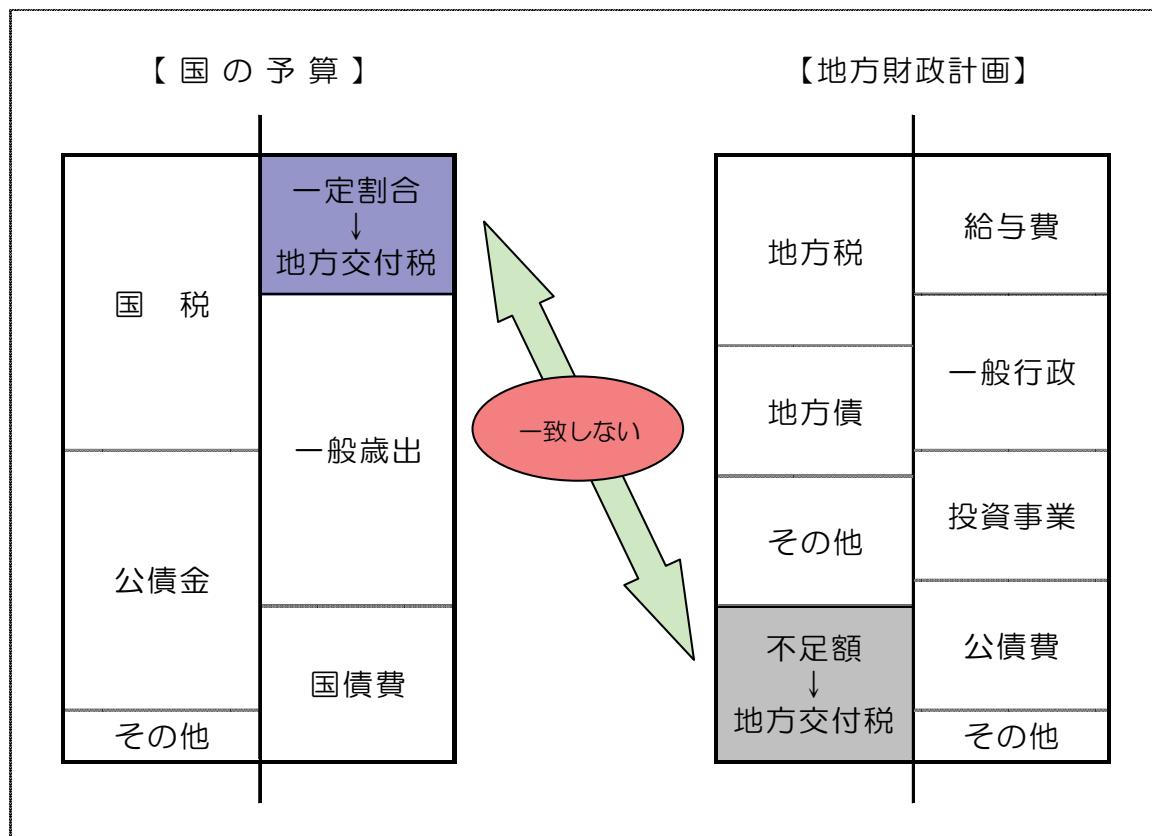 【国の予算】
国　税
公債金
その他
一定割合
↓
地方交付税
一般歳出
国債費
一致しない
【地方財政計画】
地方税
地方債
その他
不足額
↓
地方交付税
給与費
一般行政
投資事業
公債費
その他